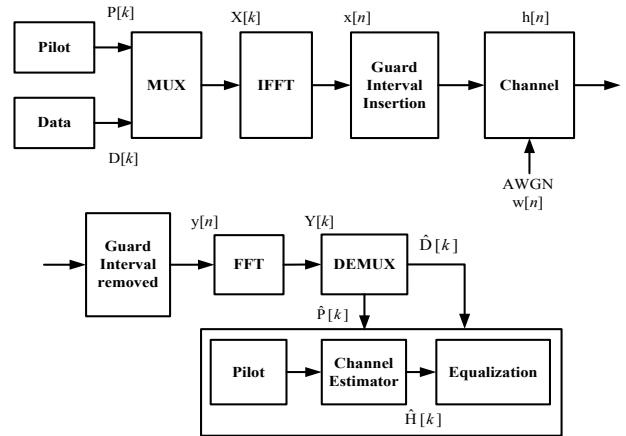 P[k]
X[k]
x[n]
h[n]
Pilot
MUX
IFFT
Guard
Interval
Insertion
Channel
Data
D[k]
AWGN
w[n]
y[n]
Y[k]
D̂[k]
Guard
Interval
removed
FFT
DEMUX
P̂[k]
Pilot
Channel
Estimator
Equalization
Ĥ[k]